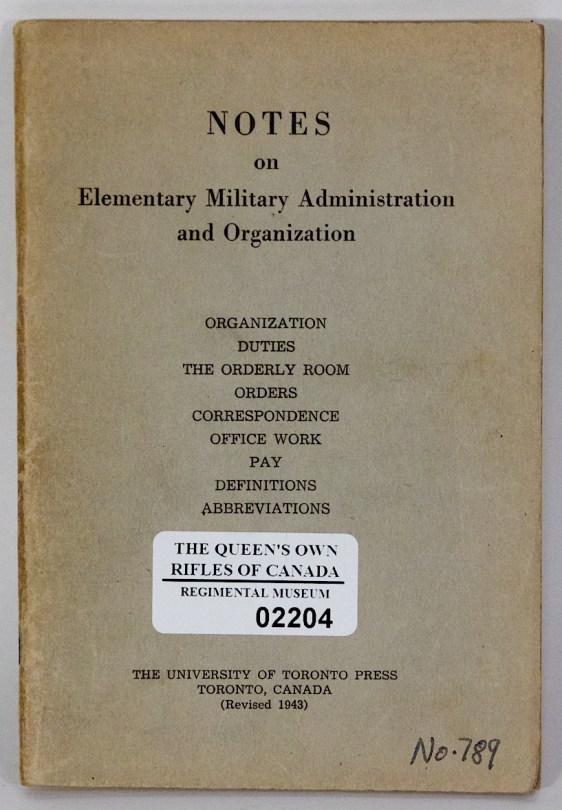 NOTES
on
Elementary Military Administration
and Organization
ORGANIZATION
DUTIES
THE ORDERLY ROOM
ORDERS
CORRESPONDENCE
OFFICE WORK
PAY
DEFINITIONS
ABBREVIATIONS
THE QUEEN'S OWN
RIFLES OF CANADA
REGIMENTAL MUSEUM
02204
THE UNIVERSITY OF TORONTO PRESS
TORONTO, CANADA
(Revised 1943)
No. 789